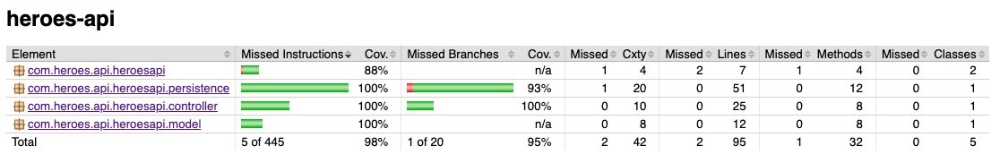 heroes-api
Element Missed Instructions Cov. Missed Branches Cov. Missed Cxty Missed Lines Missed Methods Missed Classes
com.heroes.api.heroesapi 88% n/a 1 4 2 7 1 4 0 2
com.heroes.api.heroesapi.persistence 100% 93% 1 20 0 51 0 12 0 1
com.heroes.api.heroesapi.controller 100% 100% 0 10 0 25 0 8 0 1
com.heroes.api.heroesapi.model 100% n/a 0 8 0 12 0 8 0 1
Total 5 of 445 98% 1 of 20 95% 2 42 2 95 1 32 0 5